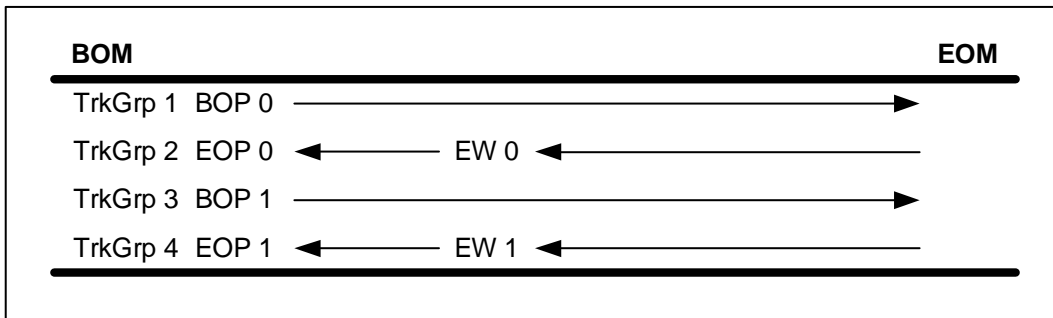 BOM EOM
TrkGrp 1 BOP 0
TrkGrp 2 EOP 0 EW 0
TrkGrp 3 BOP 1
TrkGrp 4 EOP 1 EW 1